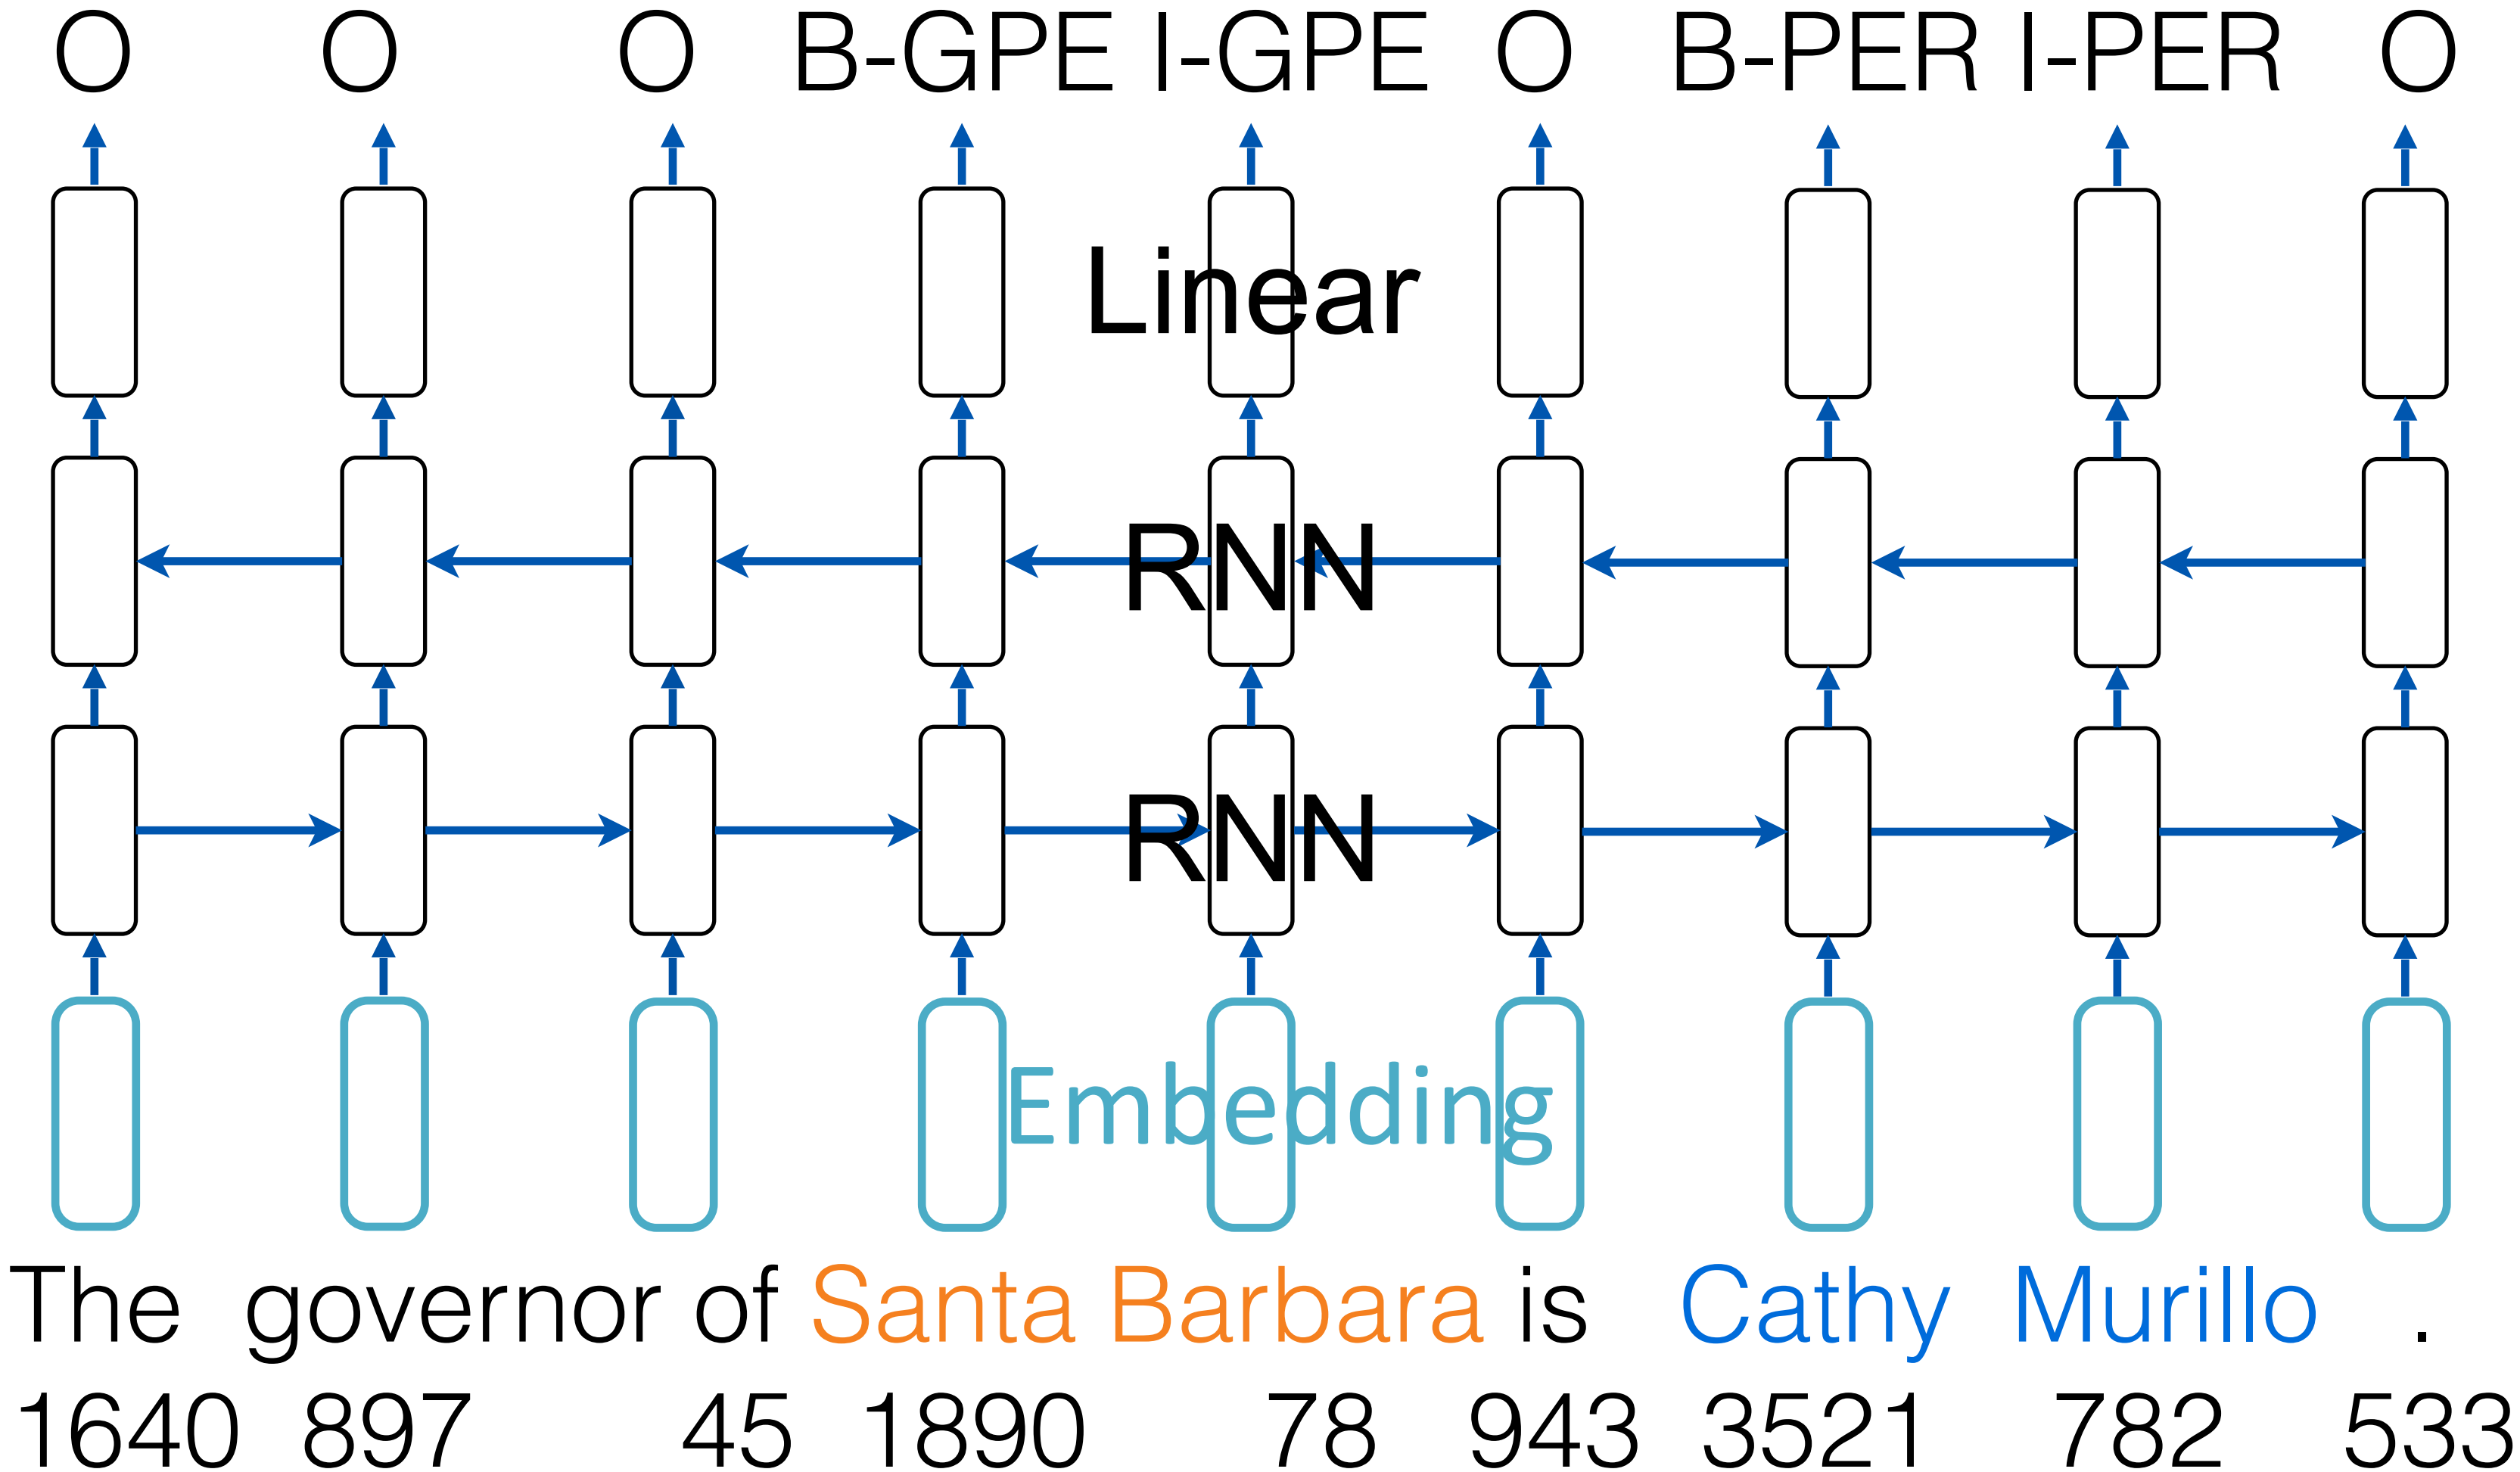 O O O B-GPE I-GPE O B-PER I-PER O
Linear
RNN
RNN
Embedding
The governor of Santa Barbara is Cathy Murillo .
1640 897 45 1890 78 943 3521 782 533